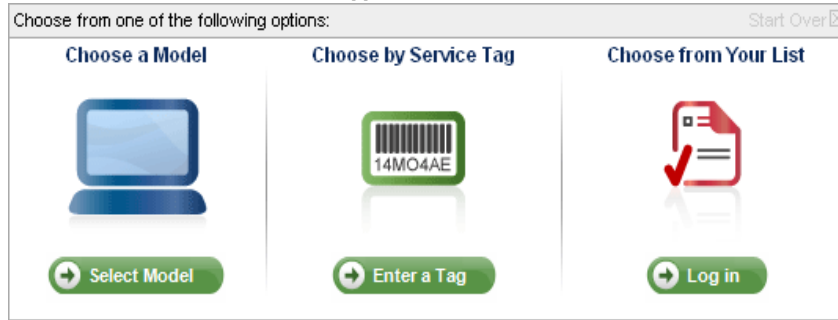 Choose from one of the following options:
Start Over
Choose a Model
Choose by Service Tag
Choose from Your List
14MO4AE
Select Model
Enter a Tag
Log in